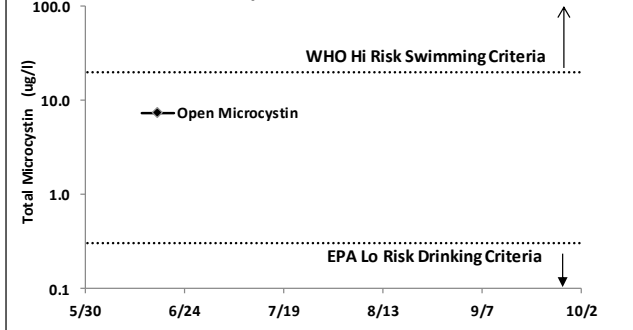 100.0
WHO Hi Risk Swimming Criteria
10.0
Open Microcystin
Total Microcystin (ug/l)
1.0
EPA Lo Risk Drinking Criteria
0.1
5/30 6/24 7/19 8/13 9/7 10/2